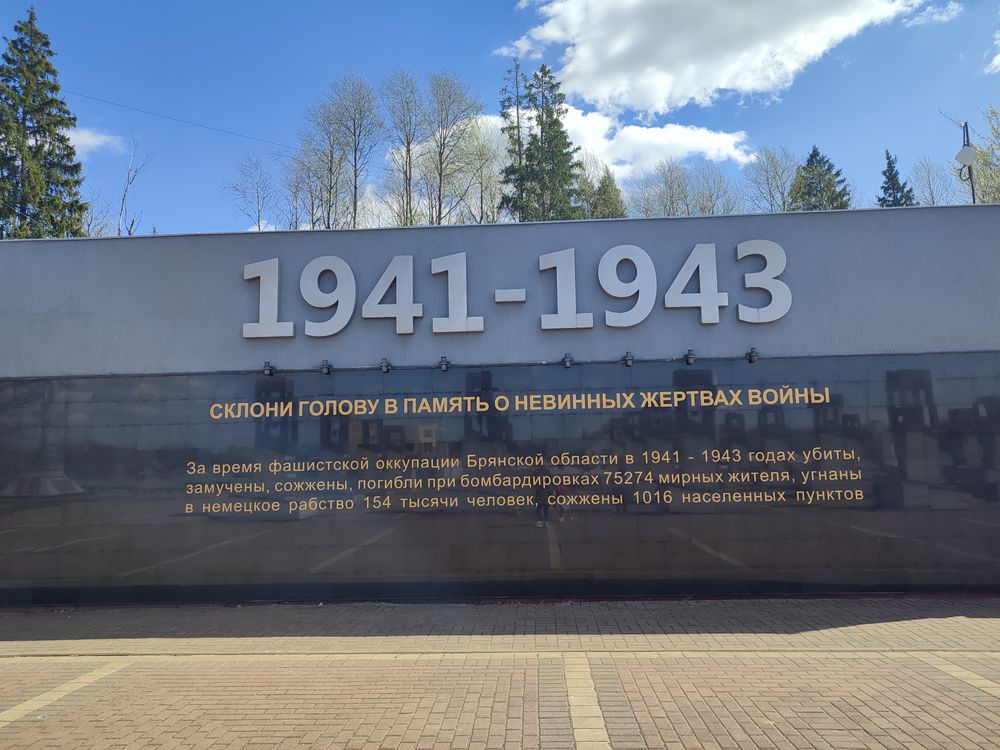 1941-1943
СКЛОНИ ГОЛОВУ В ПАМЯТЬ О НЕВИННЫХ ЖЕРТВАХ ВОЙНЫ
За время фашистской оккупации Брянской области в 1941 - 1943 годах убиты,
замучены, сожжены, погибли при бомбардировках 75274 мирных жителя, угнаны
в немецкое рабство 154 тысячи человек, сожжены 1016 населенных пунктов